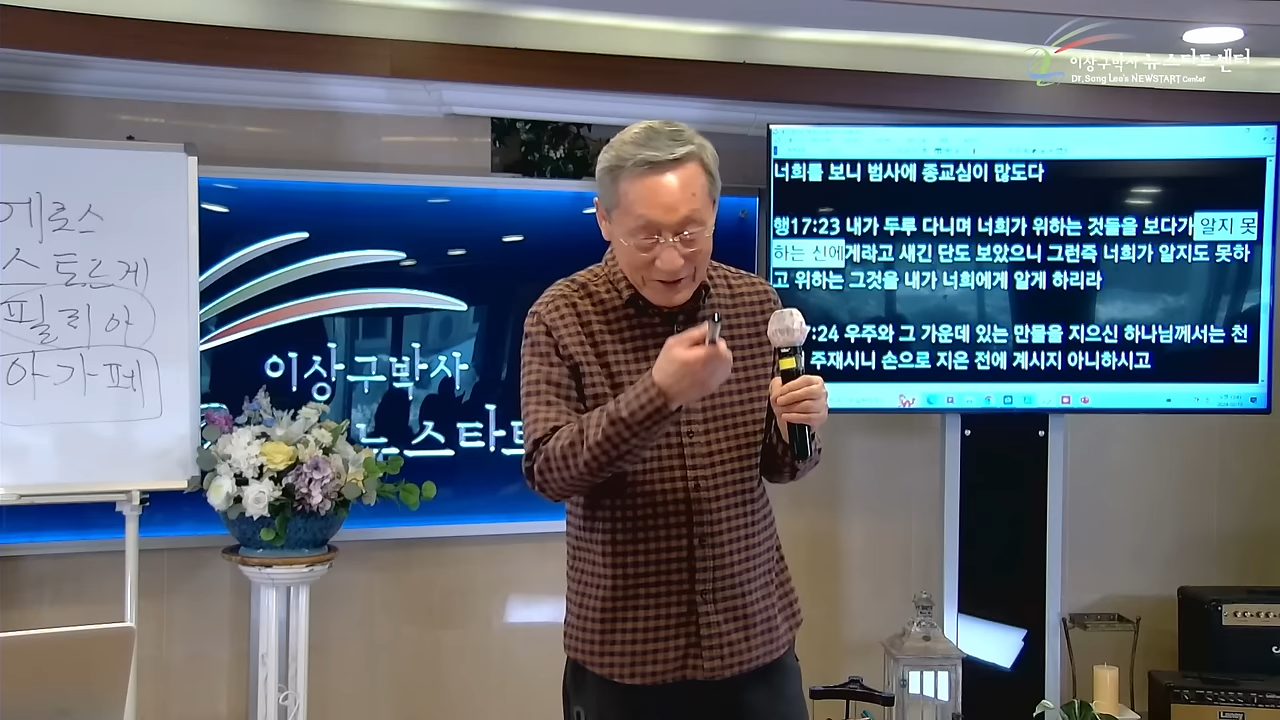 이상구박사 뉴스타트센터
Dr. Sang Lee's NEWSTART Center
에로스
스토르게
필리아
아가페
이상구박사
뉴스타트
너희를 보니 범사에 종교심이 많도다
행17:23 내가 두루 다니며 너희가 위하는 것들을 보다가 알지 못
하는 신에게라고 새긴 단도 보았으니 그런즉 너희가 알지도 못하
고 위하는 그것을 내가 너희에게 알게 하리라
7:24 우주와 그 가운데 있는 만물을 지으신 하나님께서는 천
주재시니 손으로 지은 전에 계시지 아니하시고